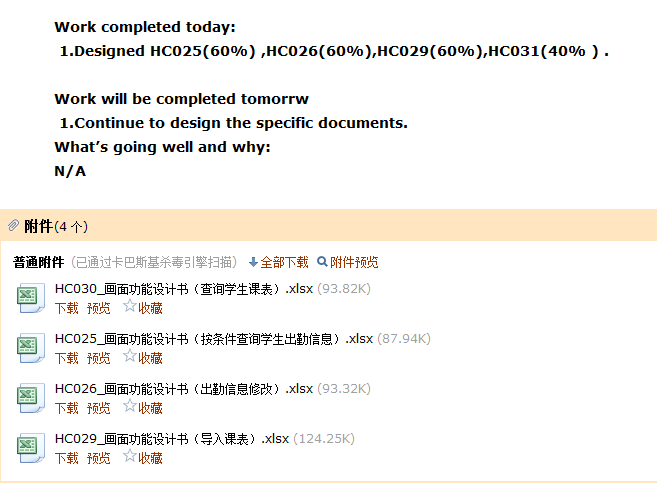 Work completed today:
1.Designed HC025(60%) ,HC026(60%),HC029(60%),HC031(40% ) .
Work will be completed tomorrw
1.Continue to design the specific documents.
What's going well and why:
N/A
附件(4 个)
普通附件 (已通过卡巴斯基杀毒引擎扫描) 全部下载 附件预览
HC030_画面功能设计书（查询学生课表）.xlsx (93.82K)
下载 预览 ☆收藏
HC025_画面功能设计书（按条件查询学生出勤信息）.xlsx (87.94K)
下载 预览 ☆收藏
HC026_画面功能设计书（出勤信息修改）.xlsx (93.32K)
下载 预览 ☆收藏
HC029_画面功能设计书（导入课表）.xlsx (124.25K)
下载 预览 ☆收藏